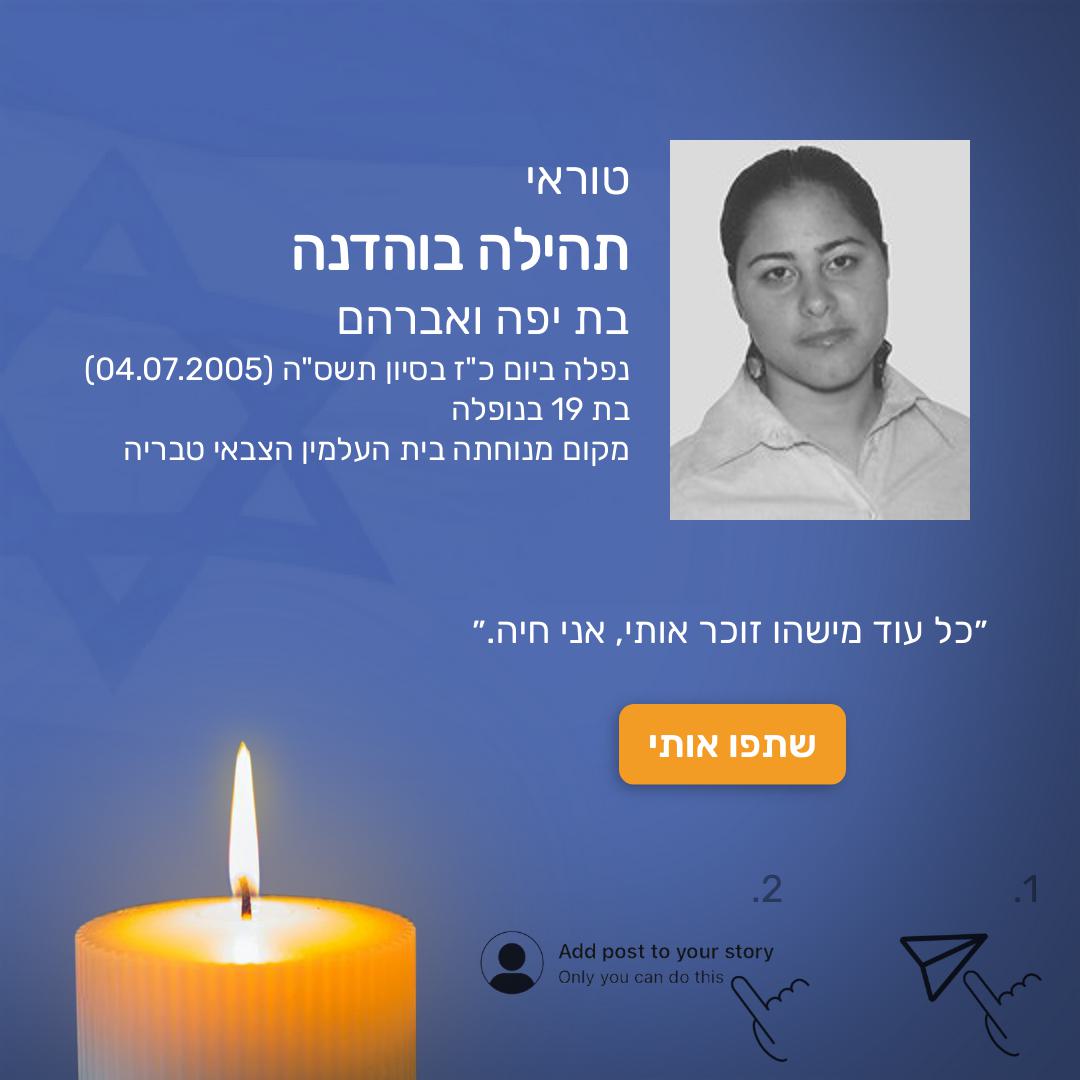 טוראי
תהילה בוהדנה
בת יפה ואברהם
נפלה ביום כ"ז בסיון תשס"ה (04.07.2005)
בת 19 בנופלה
מקום מנוחתה בית העלמין הצבאי טבריה
״כל עוד מישהו זוכר אותי, אני חיה.״
שתפו אותי
1.
2.
Add post to your story
Only you can do this